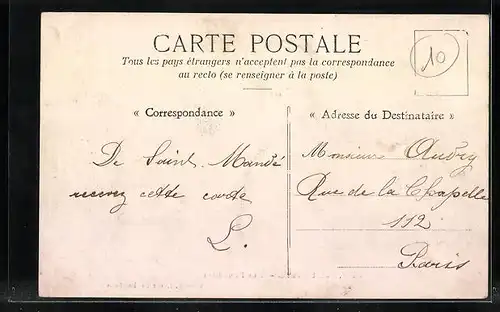 CARTE POSTALE
Tous les pays étrangers n'acceptent pas la correspondance
au recto (se renseigner à la poste)
10
« Correspondance »
« Adresse du Destinataire »
De Saint-Mandé
recevez cette carte
L.
Monsieur Aubry
Rue de la Chapelle
112
Paris